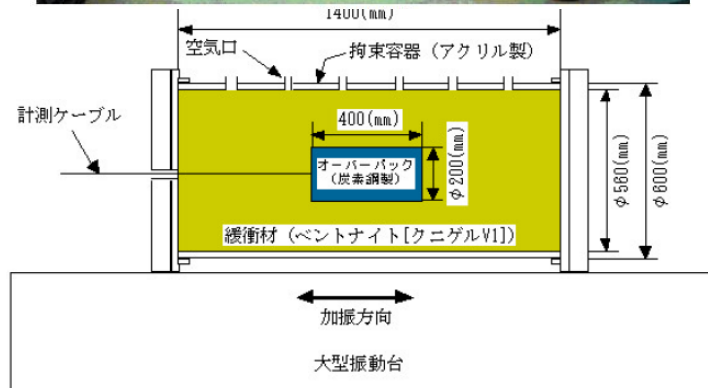 1400(mm)
空気口
拘束容器（アクリル製）
計測ケーブル
400(mm)
オーバーパック
（炭素鋼製）
φ200(mm)
φ560(mm)
φ600(mm)
緩衝材（ベントナイト[クニゲルV1]）
加振方向
大型振動台